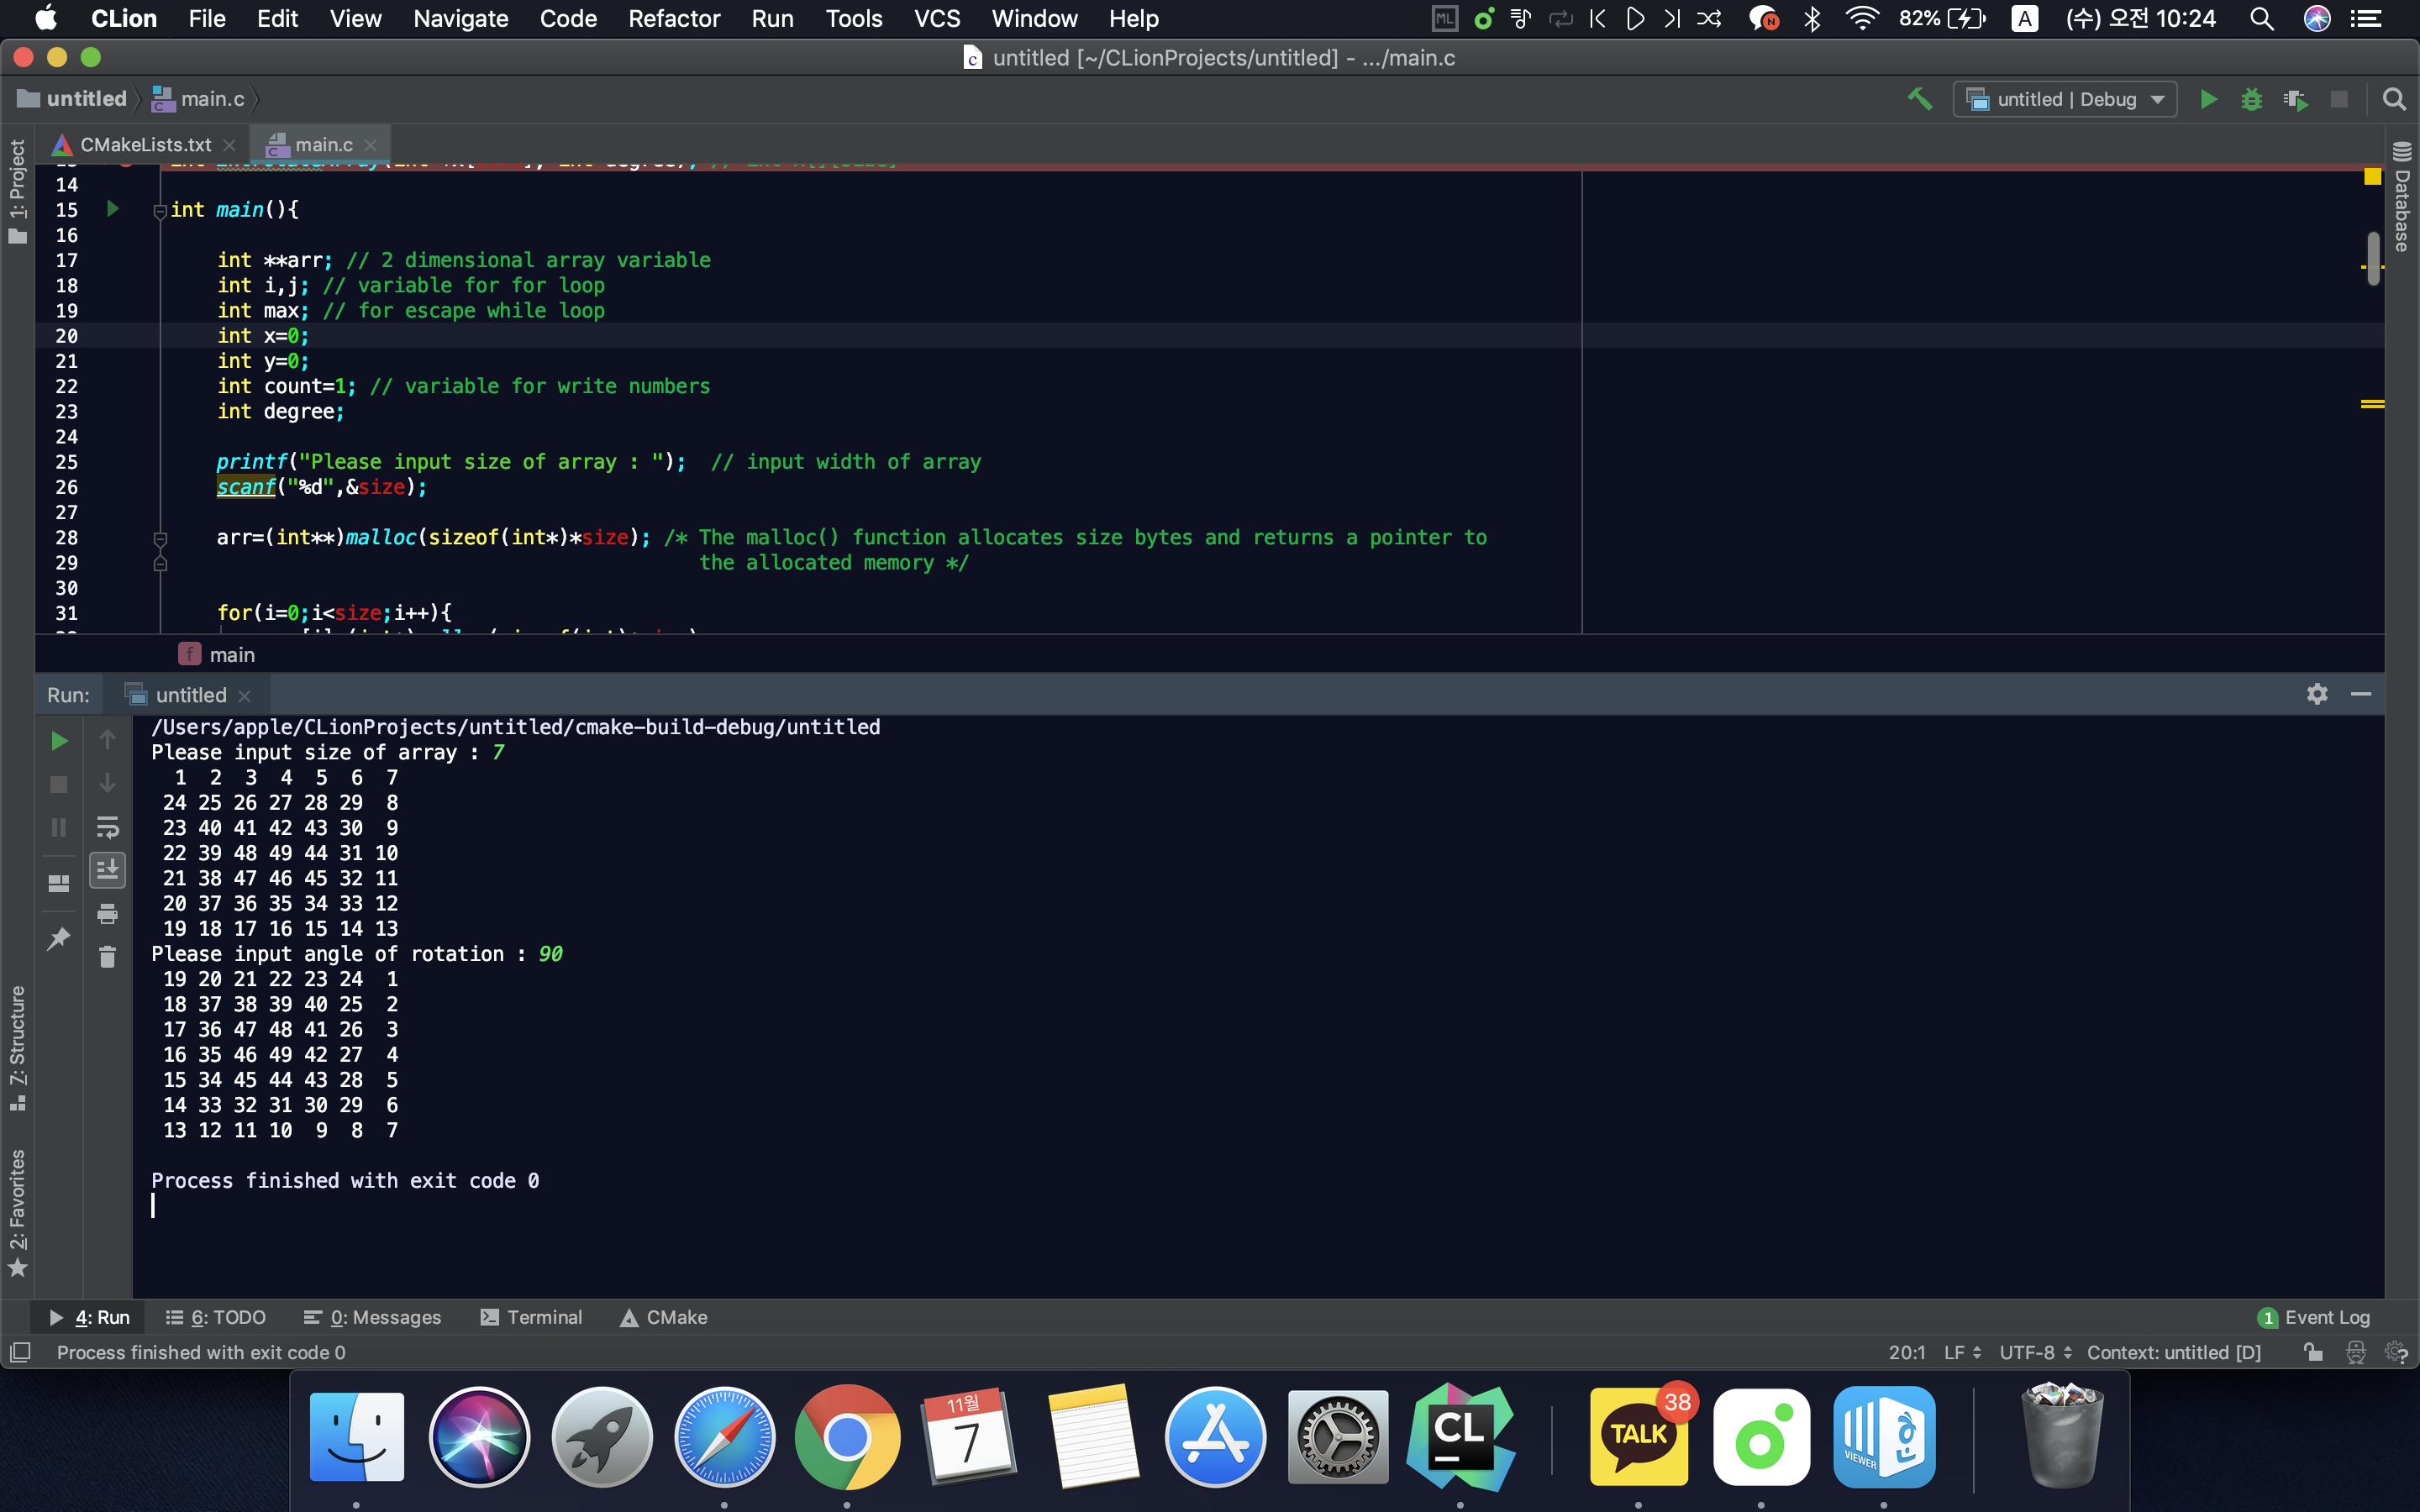 CLion File Edit View Navigate Code Refactor Run Tools VCS Window Help ML N 82% A (수) 오전 10:24
untitled [~/CLionProjects/untitled] - .../main.c
untitled main.c untitled | Debug
CMakeLists.txt main.c
1: Project
Database
14
15 int main(){
16
17 int **arr; // 2 dimensional array variable
18 int i,j; // variable for for loop
19 int max; // for escape while loop
20 int x=0;
21 int y=0;
22 int count=1; // variable for write numbers
23 int degree;
24
25 printf("Please input size of array : "); // input width of array
26 scanf("%d",&size);
27
28 arr=(int**)malloc(sizeof(int*)*size); /* The malloc() function allocates size bytes and returns a pointer to
29 the allocated memory */
30
31 for(i=0;i<size;i++){
f main
Run: untitled
/Users/apple/CLionProjects/untitled/cmake-build-debug/untitled
Please input size of array : 7
1 2 3 4 5 6 7
24 25 26 27 28 29 8
23 40 41 42 43 30 9
22 39 48 49 44 31 10
21 38 47 46 45 32 11
20 37 36 35 34 33 12
19 18 17 16 15 14 13
Please input angle of rotation : 90
19 20 21 22 23 24 1
18 37 38 39 40 25 2
17 36 47 48 41 26 3
16 35 46 49 42 27 4
15 34 45 44 43 28 5
14 33 32 31 30 29 6
13 12 11 10 9 8 7
Process finished with exit code 0
7: Structure
2: Favorites
4: Run 6: TODO 0: Messages Terminal CMake 1 Event Log
Process finished with exit code 0 20:1 LF UTF-8 Context: untitled [D]
11월
7
CL
TALK
38
VIEWER